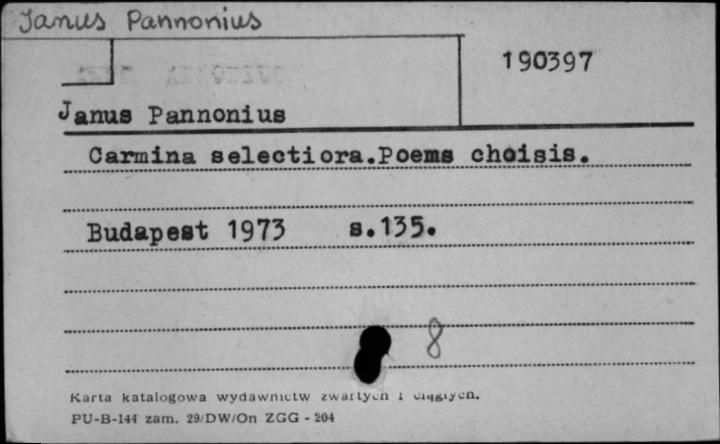 Janus Pannonius
190397
Janus Pannonius
Carmina selectiora.Poems choisis.
Budapest 1973 s.135.
8
Karta katalogowa wydawnictw zwartych i ciągłych.
PU-B-144 zam. 29/DW/On ZGG - 204